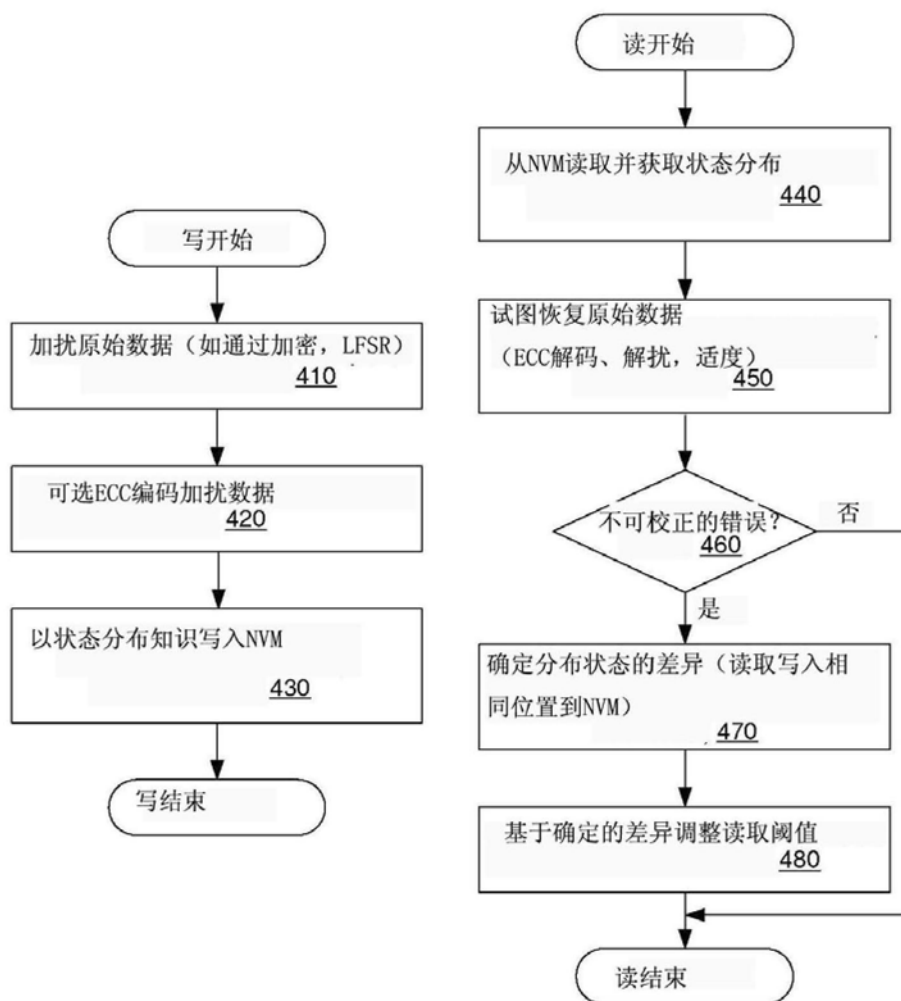 写开始
加扰原始数据（如通过加密，LFSR）
410
可选ECC编码加扰数据
420
以状态分布知识写入NVM
430
写结束
读开始
从NVM读取并获取状态分布
440
试图恢复原始数据
（ECC解码、解扰，适度）
450
不可校正的错误？
460
否
是
确定分布状态的差异（读取写入相
同位置到NVM）
470
基于确定的差异调整读取阈值
480
读结束